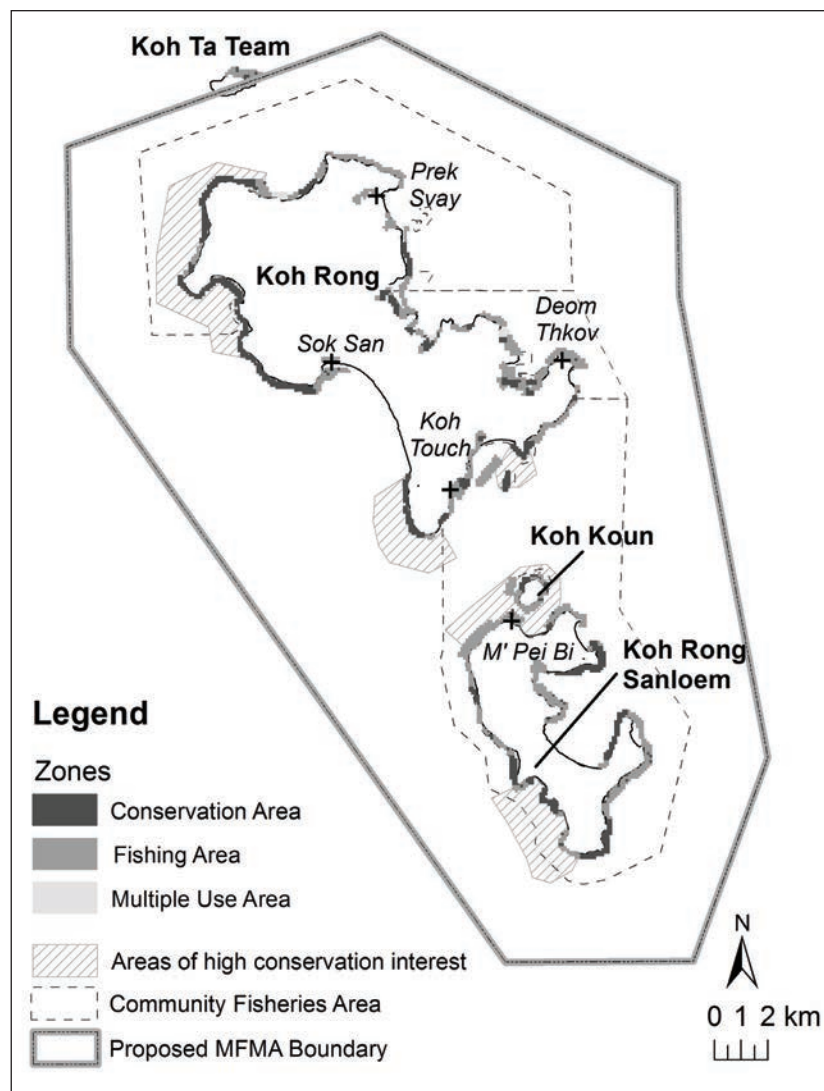 Koh Ta Team
Prek
Svay
Koh Rong
Deom
Thkov
Sok San
Koh
Touch
Koh Koun
M' Pei Bi
Koh Rong
Sanloem
Legend
Zones
Conservation Area
Fishing Area
Multiple Use Area
Areas of high conservation interest
Community Fisheries Area
Proposed MFMA Boundary
N
0 1 2 km